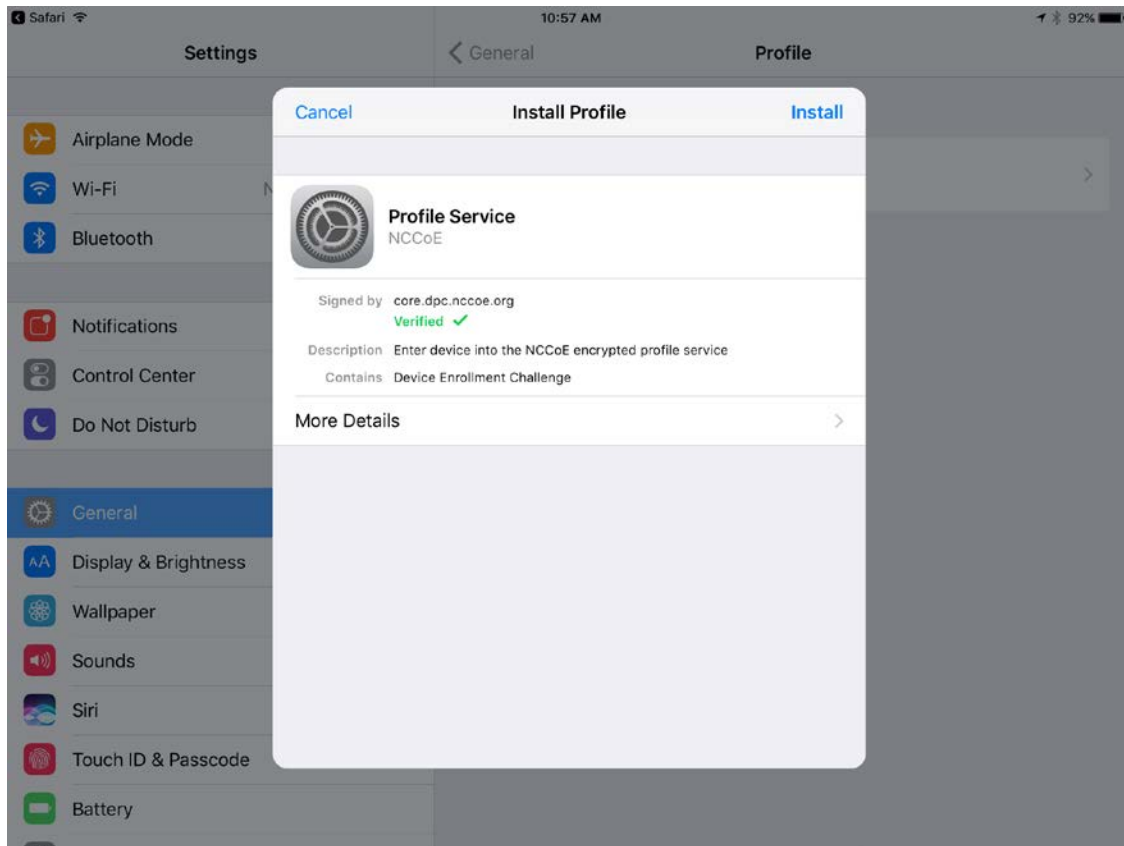 Safari
10:57 AM
92%
Settings
General
Profile
Cancel
Install Profile
Install
Airplane Mode
Wi-Fi
N
Bluetooth
Profile Service
NCCoE
Signed by core.dpc.nccoe.org
Verified
Description Enter device into the NCCoE encrypted profile service
Contains Device Enrollment Challenge
More Details
Notifications
Control Center
Do Not Disturb
General
AA Display & Brightness
Wallpaper
Sounds
Siri
Touch ID & Passcode
Battery